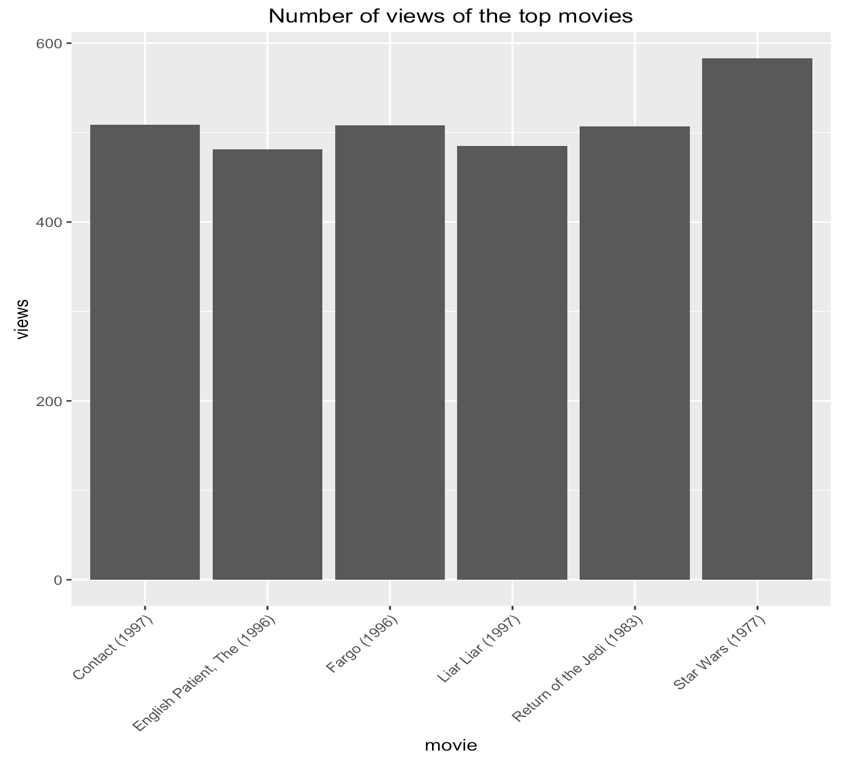 Number of views of the top movies
600
400
200
0
views
Contact (1997)
English Patient, The (1996)
Fargo (1996)
Liar Liar (1997)
Return of the Jedi (1983)
Star Wars (1977)
movie